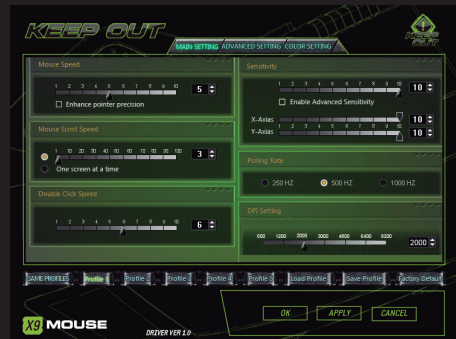 KEEP OUT
KEEP OUT
MAIN SETTING ADVANCED SETTING COLOR SETTING
Mouse Speed
1 2 3 4 5 6 7 8 9 10
5
Enhance pointer precision
Mouse Scroll Speed
1 10 20 30 40 50 60 70 80 90 100
3
One screen at a time
Double Click Speed
1 2 3 4 5 6 7 8 9 10
6
Sensitivity
1 2 3 4 5 6 7 8 9 10
10
Enable Advanced Sensitivity
X-Axias
10
1 2 3 4 5 6 7 8 9 10
Y-Axias
10
Polling Rate
250 HZ 500 HZ 1000 HZ
DPI Setting
600 1200 2000 3200 4800 6400 8200
2000
GAME PROFILES Profile 1 Profile 2 Profile 3 Profile 4 Profile 5 Load Profile Save Profile Factory Default
OK APPLY CANCEL
X9 MOUSE
DRIVER VER 1.0